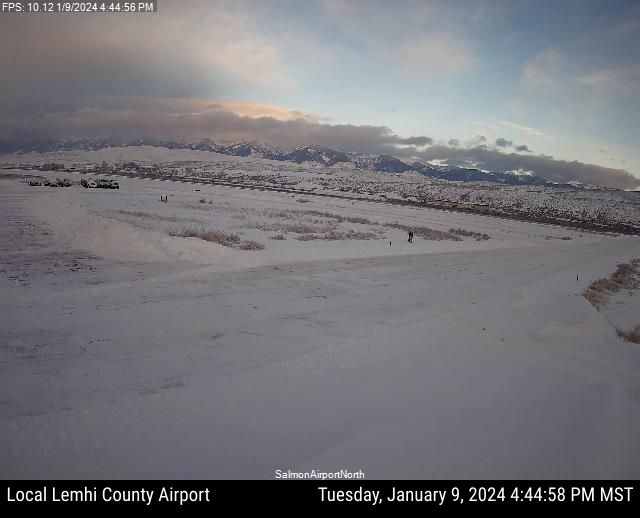 FPS: 10.12 1/9/2024 4:44:56 PM
SalmonAirportNorth
Local Lemhi County Airport Tuesday, January 9, 2024 4:44:58 PM MST